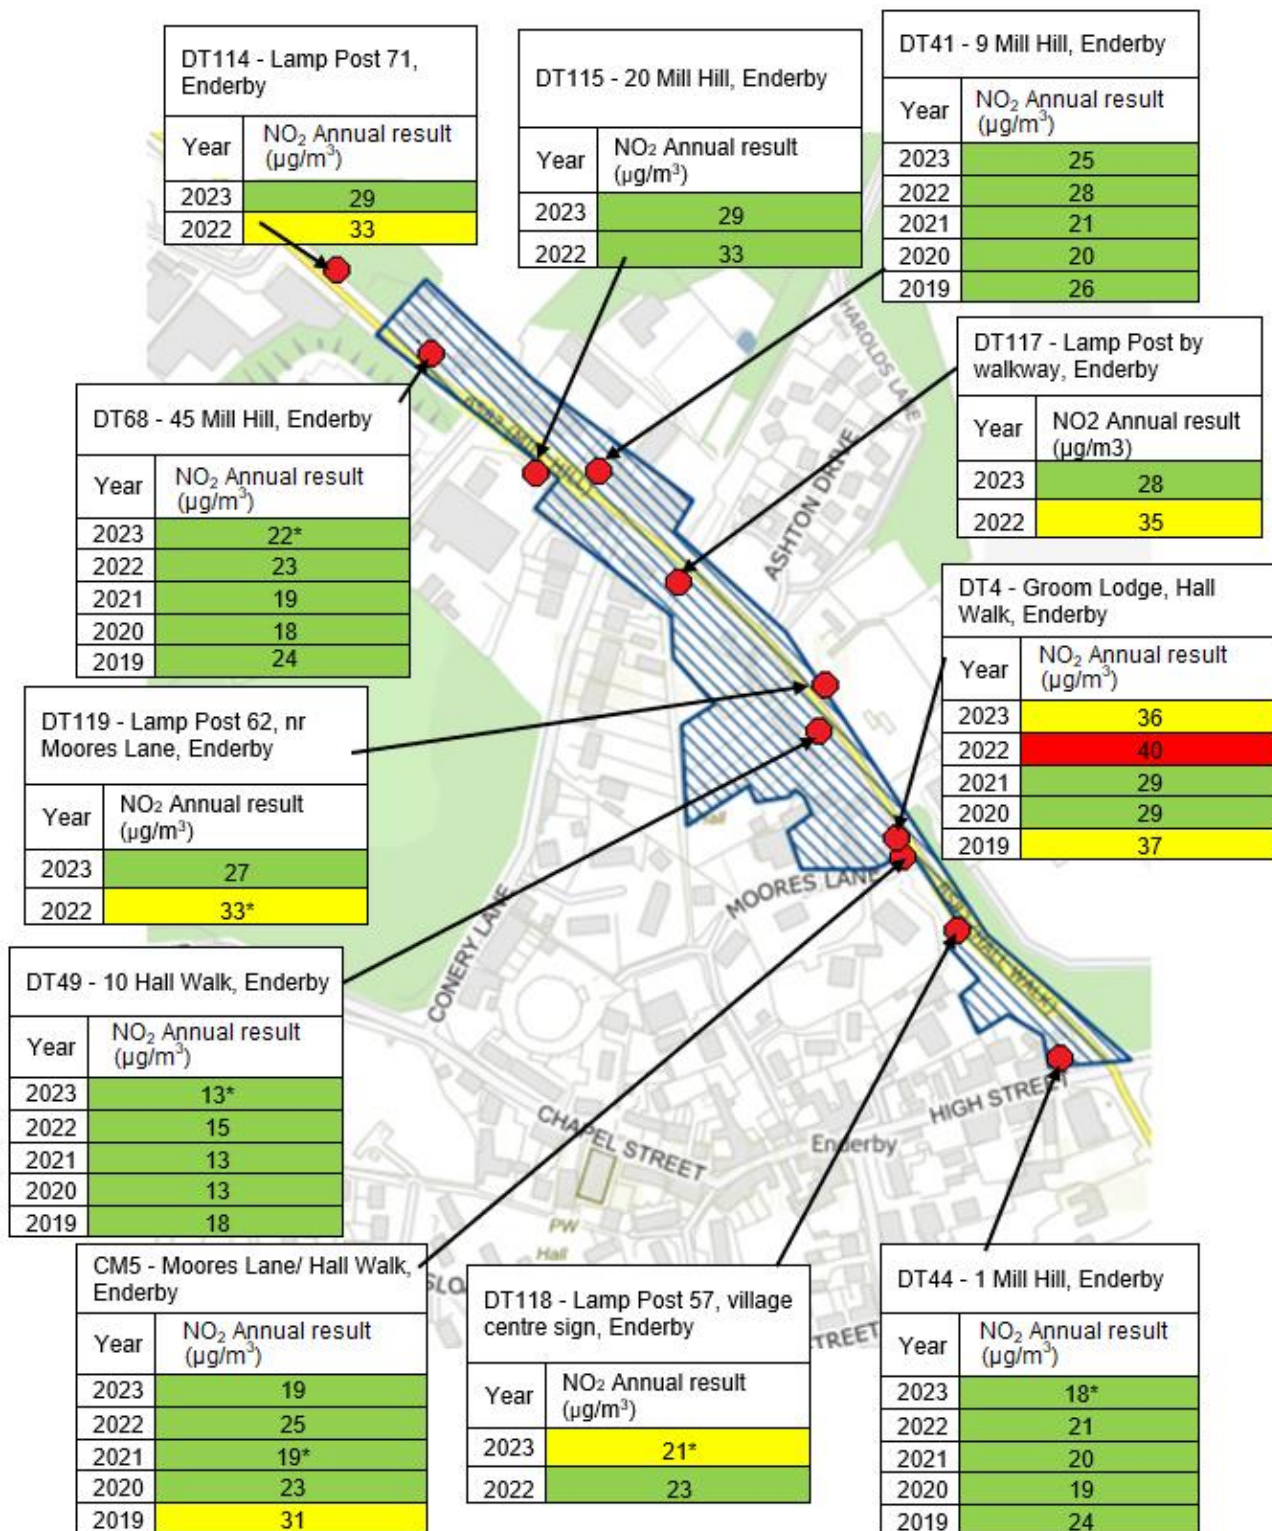 DT114 - Lamp Post 71,
Enderby
Year NO₂ Annual result
(µg/m³)
2023 29
2022 33
DT115 - 20 Mill Hill, Enderby
Year NO₂ Annual result
(µg/m³)
2023 29
2022 33
DT41 - 9 Mill Hill, Enderby
Year NO₂ Annual result
(µg/m³)
2023 25
2022 28
2021 21
2020 20
2019 26
DT117 - Lamp Post by
walkway, Enderby
Year NO2 Annual result
(µg/m3)
2023 28
2022 35
DT68 - 45 Mill Hill, Enderby
Year NO₂ Annual result
(µg/m³)
2023 22*
2022 23
2021 19
2020 18
2019 24
DT4 - Groom Lodge, Hall
Walk, Enderby
Year NO₂ Annual result
(µg/m³)
2023 36
2022 40
2021 29
2020 29
2019 37
DT119 - Lamp Post 62, nr
Moores Lane, Enderby
Year NO₂ Annual result
(µg/m³)
2023 27
2022 33*
DT49 - 10 Hall Walk, Enderby
Year NO₂ Annual result
(µg/m³)
2023 13*
2022 15
2021 13
2020 13
2019 18
CM5 - Moores Lane/ Hall Walk,
Enderby
Year NO₂ Annual result
(µg/m³)
2023 19
2022 25
2021 19*
2020 23
2019 31
DT118 - Lamp Post 57, village
centre sign, Enderby
Year NO₂ Annual result
(µg/m³)
2023 21*
2022 23
DT44 - 1 Mill Hill, Enderby
Year NO₂ Annual result
(µg/m³)
2023 18*
2022 21
2021 20
2020 19
2019 24
HAROLDS LANE
ASHTON DRIVE
MOORES LANE
CONERY LANE
(HALL WALK)
HIGH STREET
CHAPEL STREET
Enderby
PW
Hall